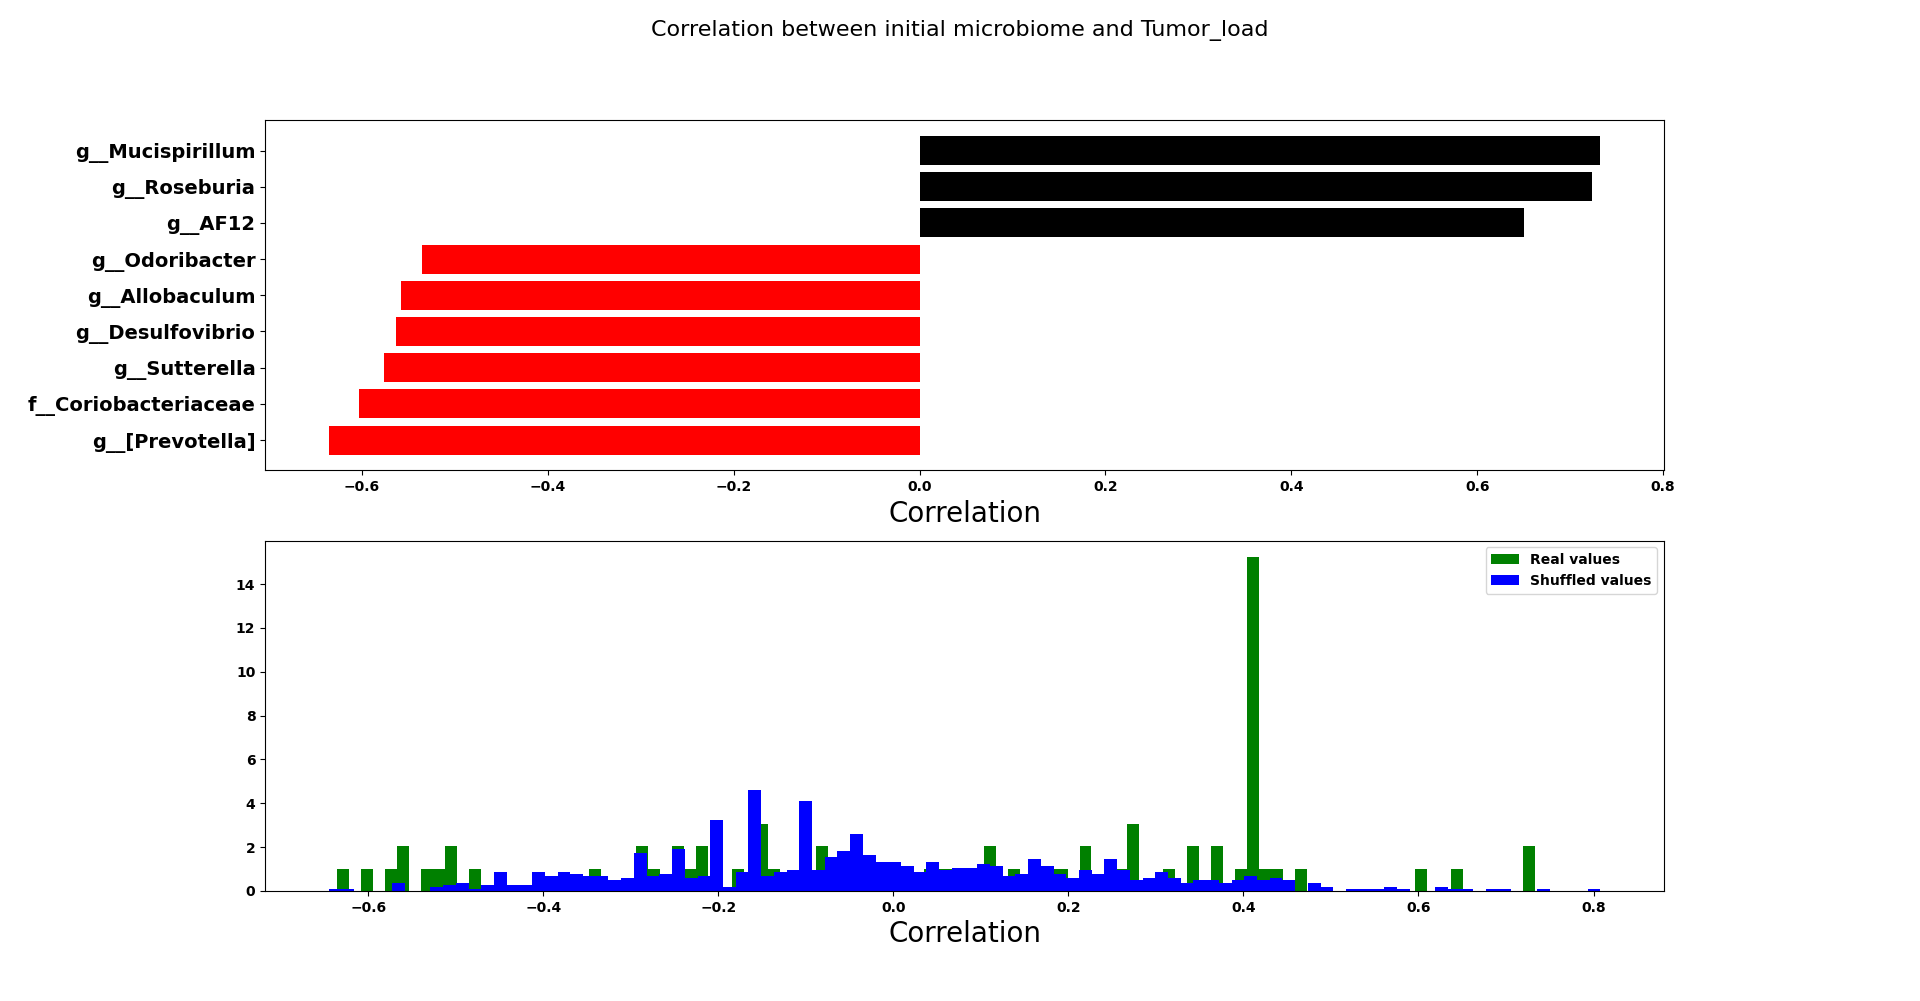 Correlation between initial microbiome and Tumor_load
g__Mucispirillum
g__Roseburia
g__AF12
g__Odoribacter
g__Allobaculum
g__Desulfovibrio
g__Sutterella
f__Coriobacteriaceae
g__[Prevotella]
−0.6 −0.4 −0.2 0.0 0.2 0.4 0.6 0.8
Correlation
Real values
Shuffled values
14
12
10
8
6
4
2
0
−0.6 −0.4 −0.2 0.0 0.2 0.4 0.6 0.8
Correlation